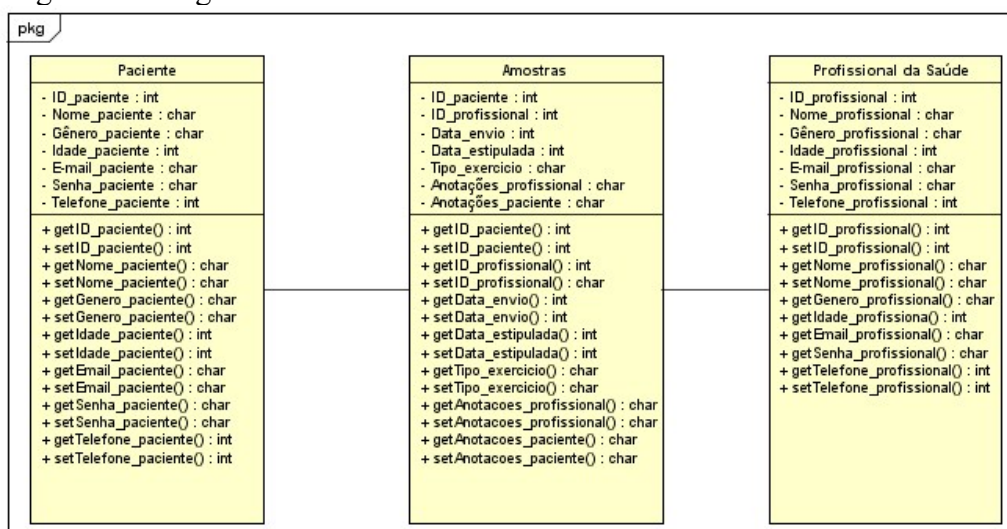 pkg
Paciente
- ID_paciente : int
- Nome_paciente : char
- Gênero_paciente : char
- Idade_paciente : int
- E-mail_paciente : char
- Senha_paciente : char
- Telefone_paciente : int
+ getID_paciente() : int
+ setID_paciente() : int
+ getNome_paciente() : char
+ setNome_paciente() : char
+ getGenero_paciente() : char
+ setGenero_paciente() : char
+ getIdade_paciente() : int
+ setIdade_paciente() : int
+ getEmail_paciente() : char
+ setEmail_paciente() : char
+ getSenha_paciente() : char
+ setSenha_paciente() : char
+ getTelefone_paciente() : int
+ setTelefone_paciente() : int
Amostras
- ID_paciente : int
- ID_profissional : int
- Data_envio : int
- Data_estipulada : int
- Tipo_exercicio : char
- Anotações_profissional : char
- Anotações_paciente : char
+ getID_paciente() : int
+ setID_paciente() : int
+ getID_profissional() : int
+ setID_profissional() : char
+ getData_envio() : int
+ setData_envio() : int
+ getData_estipulada() : int
+ setData_estipulada() : int
+ getTipo_exercicio() : char
+ setTipo_exercicio() : char
+ getAnotacoes_profissional() : char
+ setAnotacoes_profissional() : char
+ getAnotacoes_paciente() : char
+ setAnotacoes_paciente() : char
Profissional da Saúde
- ID_profissional : int
- Nome_profissional : char
- Gênero_profissional : char
- Idade_profissional : int
- E-mail_profissional : char
- Senha_profissional : char
- Telefone_profissional : int
+ getID_profissional() : int
+ setID_profissional() : int
+ getNome_profissional() : char
+ setNome_profissional() : char
+ getGenero_profissional() : char
+ getIdade_profissiona() : int
+ getEmail_profissional() : char
+ getSenha_profissional() : char
+ getTelefone_profissional() : int
+ setTelefone_profissional() : int